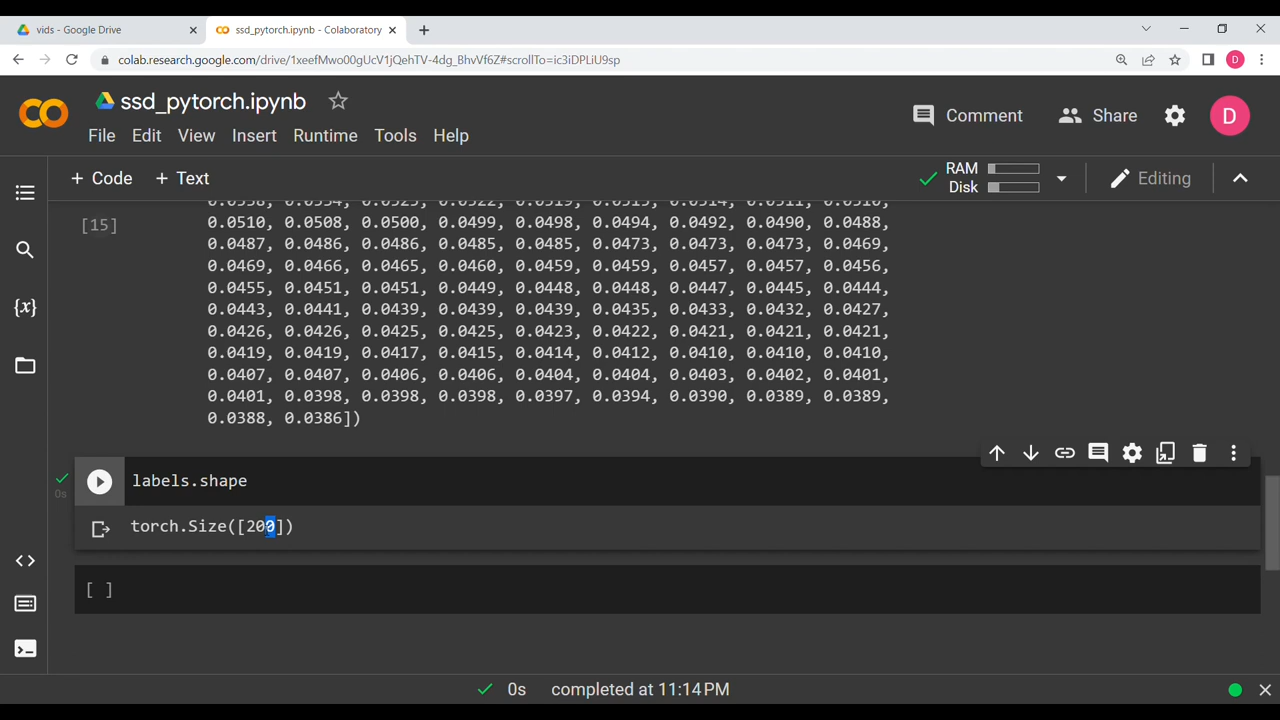 vids - Google Drive
ssd_pytorch.ipynb - Colaboratory
colab.research.google.com/drive/1xeefMwo00gUcV1jQehTV-4dg_BhvVf6Z#scrollTo=ic3iDPLiU9sp
D
ssd_pytorch.ipynb
File Edit View Insert Runtime Tools Help
Comment Share D
+ Code + Text
RAM
Disk
Editing
[15]
0.0510, 0.0508, 0.0500, 0.0499, 0.0498, 0.0494, 0.0492, 0.0490, 0.0488,
0.0487, 0.0486, 0.0486, 0.0485, 0.0485, 0.0473, 0.0473, 0.0473, 0.0469,
0.0469, 0.0466, 0.0465, 0.0460, 0.0459, 0.0459, 0.0457, 0.0457, 0.0456,
0.0455, 0.0451, 0.0451, 0.0449, 0.0448, 0.0448, 0.0447, 0.0445, 0.0444,
0.0443, 0.0441, 0.0439, 0.0439, 0.0439, 0.0435, 0.0433, 0.0432, 0.0427,
0.0426, 0.0426, 0.0425, 0.0425, 0.0423, 0.0422, 0.0421, 0.0421, 0.0421,
0.0419, 0.0419, 0.0417, 0.0415, 0.0414, 0.0412, 0.0410, 0.0410, 0.0410,
0.0407, 0.0407, 0.0406, 0.0406, 0.0404, 0.0404, 0.0403, 0.0402, 0.0401,
0.0401, 0.0398, 0.0398, 0.0398, 0.0397, 0.0394, 0.0390, 0.0389, 0.0389,
0.0388, 0.0386])
labels.shape
0s
torch.Size([200])
[ ]
0s completed at 11:14 PM